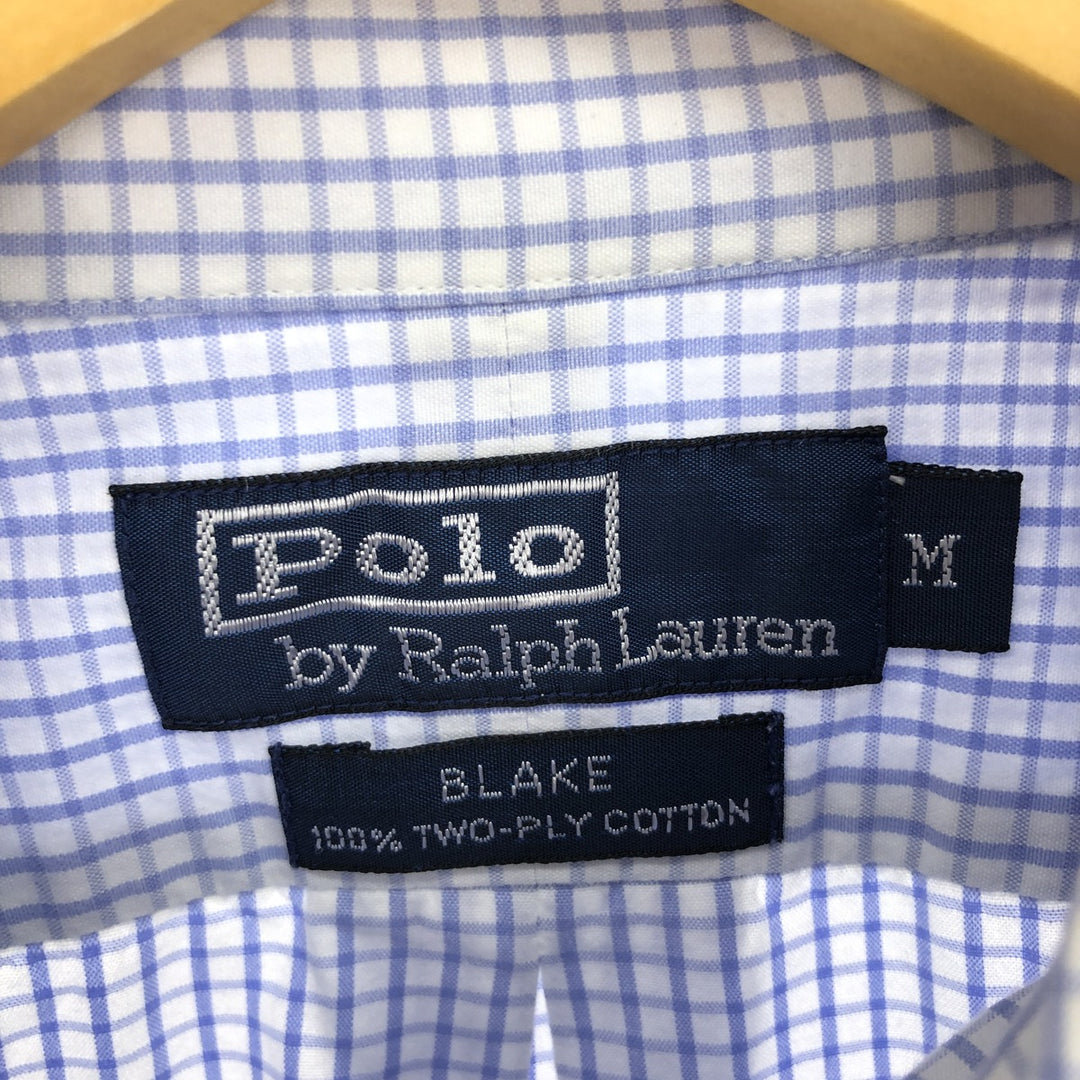 Polo
by Ralph Lauren
M
BLAKE
100% TWO-PLY COTTON